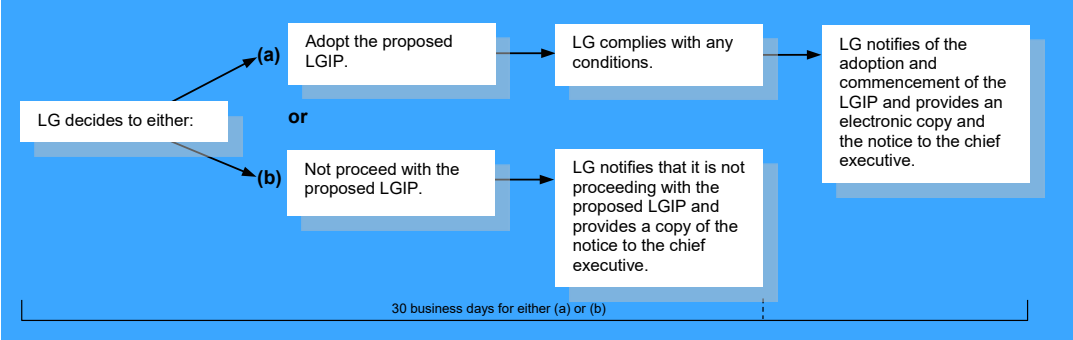 LG decides to either:
(a)
Adopt the proposed
LGIP.
LG complies with any
conditions.
LG notifies of the
adoption and
commencement of the
LGIP and provides an
electronic copy and
the notice to the chief
executive.
or
(b)
Not proceed with the
proposed LGIP.
LG notifies that it is not
proceeding with the
proposed LGIP and
provides a copy of the
notice to the chief
executive.
30 business days for either (a) or (b)